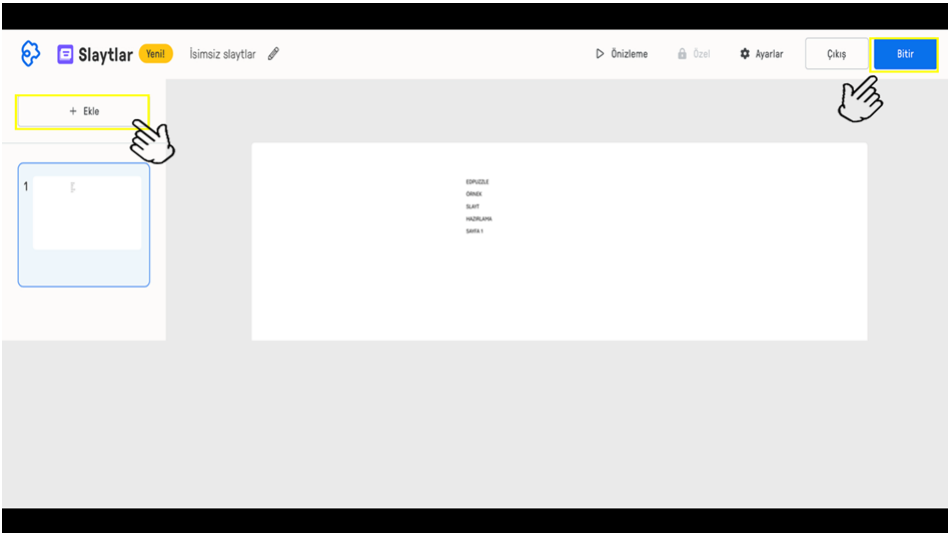 Slaytlar Yeni! İsimsiz slaytlar Önizleme Özel Ayarlar Çıkış Bitir
+ Ekle
1
EDPUZZLE
ÖRNEK
SLAYT
HAZIRLAMA
SAYFA 1